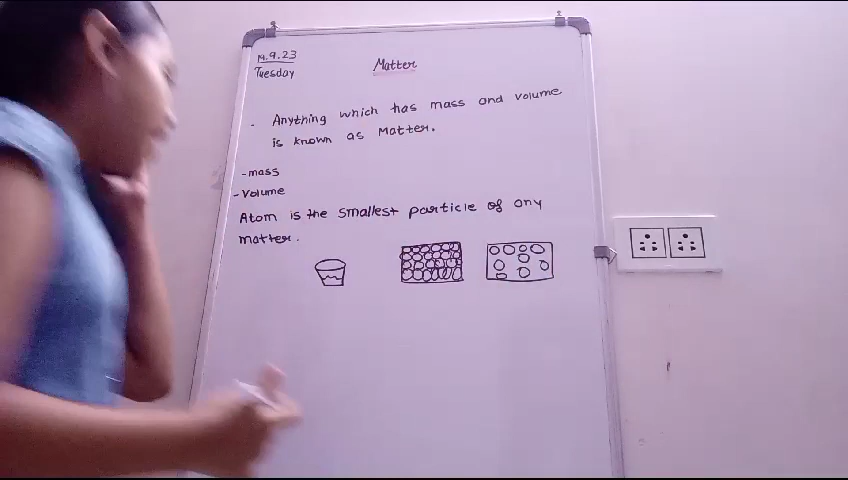 14.9.23
Tuesday
Matter
. Anything which has mass and volume
is known as Matter.
-mass
- Volume
Atom is the smallest particle of any
matter.